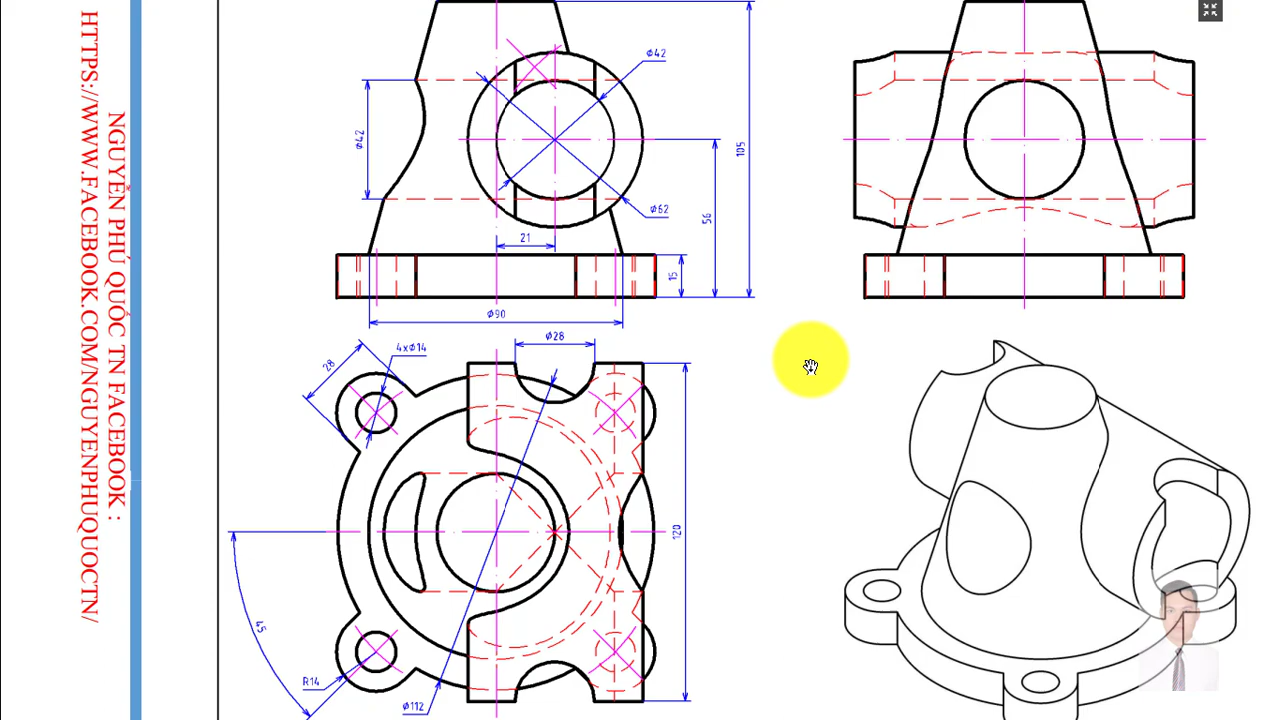 NGUYỄN PHÚ QUỐC TN FACEBOOK :
HTTPS://WWW.FACEBOOK.COM/NGUYENPHUQUOCTN/
Ø42
Ø42
105
Ø62
56
21
15
Ø90
Ø28
4xØ14
28
120
45
R14
Ø112